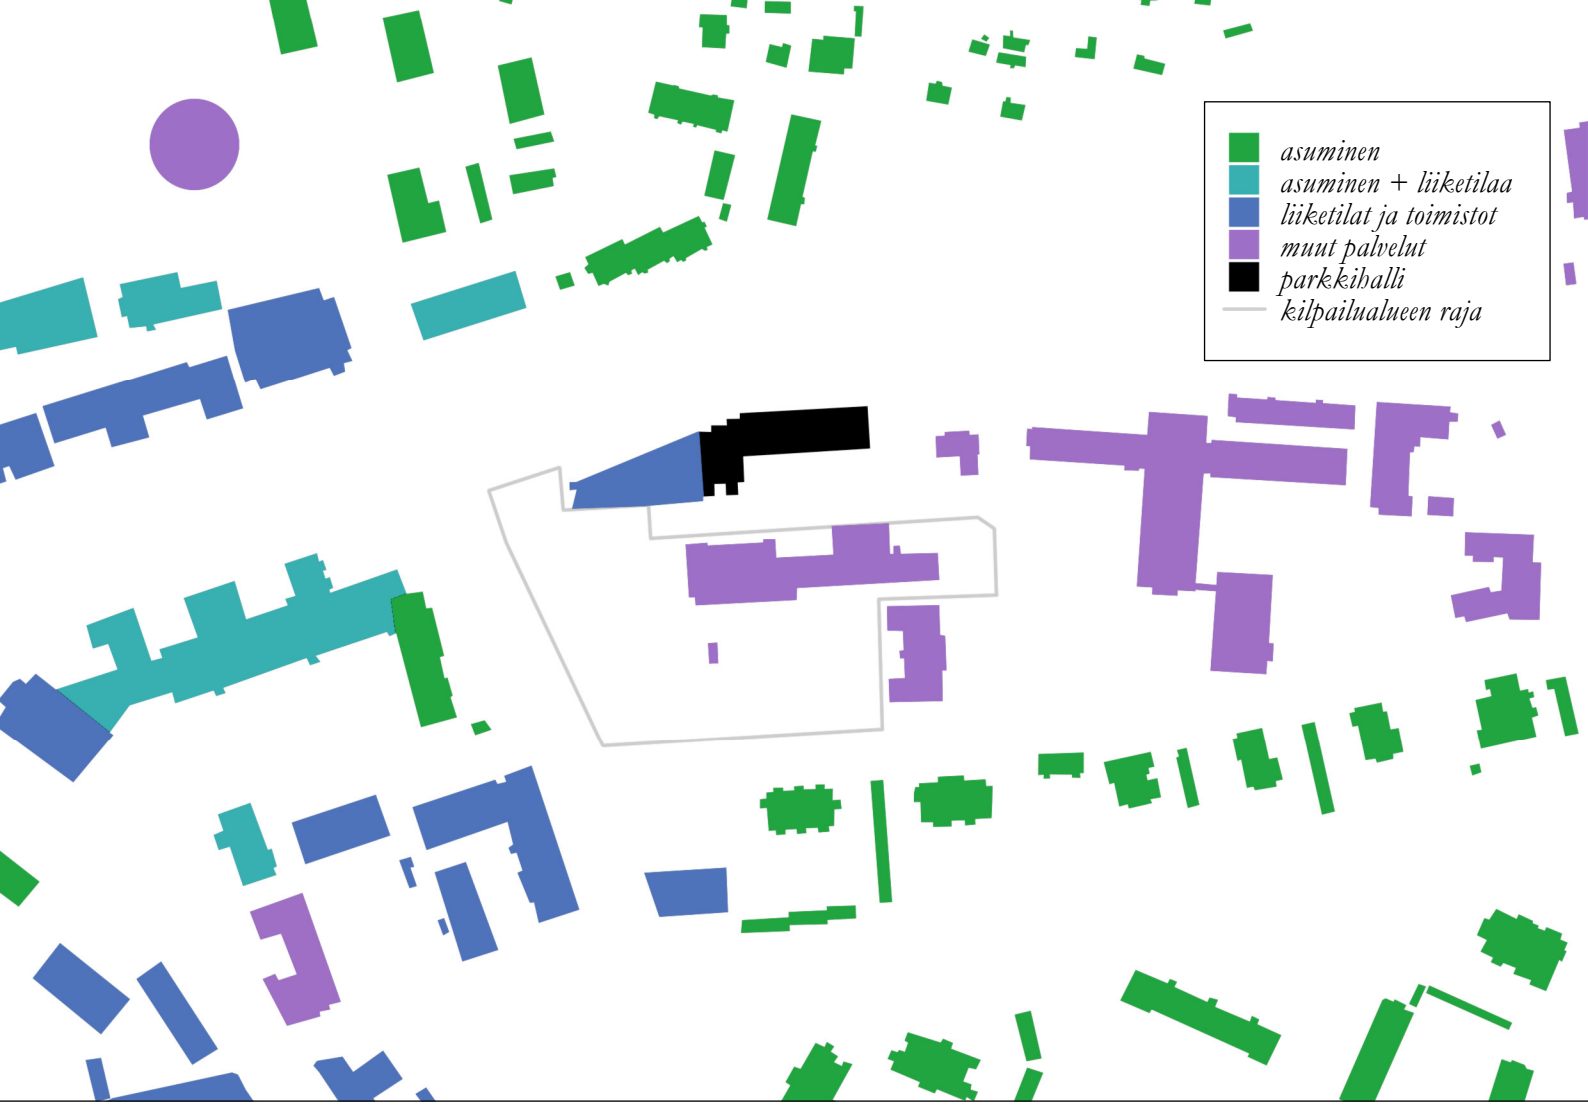 asuminen
asuminen + liiketilaa
liiketilat ja toimistot
muut palvelut
parkkihalli
kilpailualueen raja